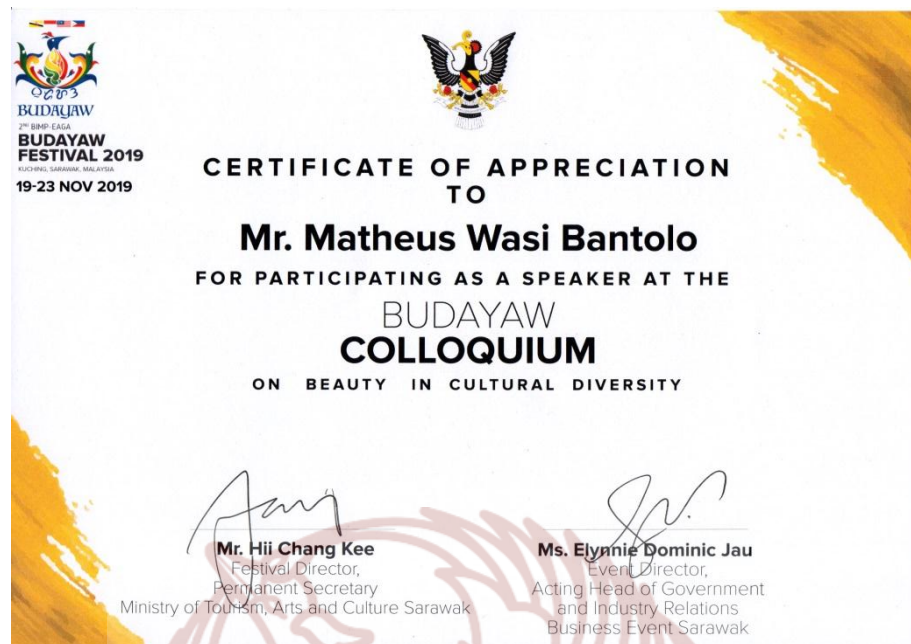 BUDAYAW
2ND BIMP-EAGA
BUDAYAW
FESTIVAL 2019
KUCHING, SARAWAK, MALAYSIA
19-23 NOV 2019
CERTIFICATE OF APPRECIATION
TO
Mr. Matheus Wasi Bantolo
FOR PARTICIPATING AS A SPEAKER AT THE
BUDAYAW
COLLOQUIUM
ON BEAUTY IN CULTURAL DIVERSITY
Mr. Hii Chang Kee
Festival Director,
Permanent Secretary
Ministry of Tourism, Arts and Culture Sarawak
Ms. Elynnie Dominic Jau
Event Director,
Acting Head of Government
and Industry Relations
Business Event Sarawak